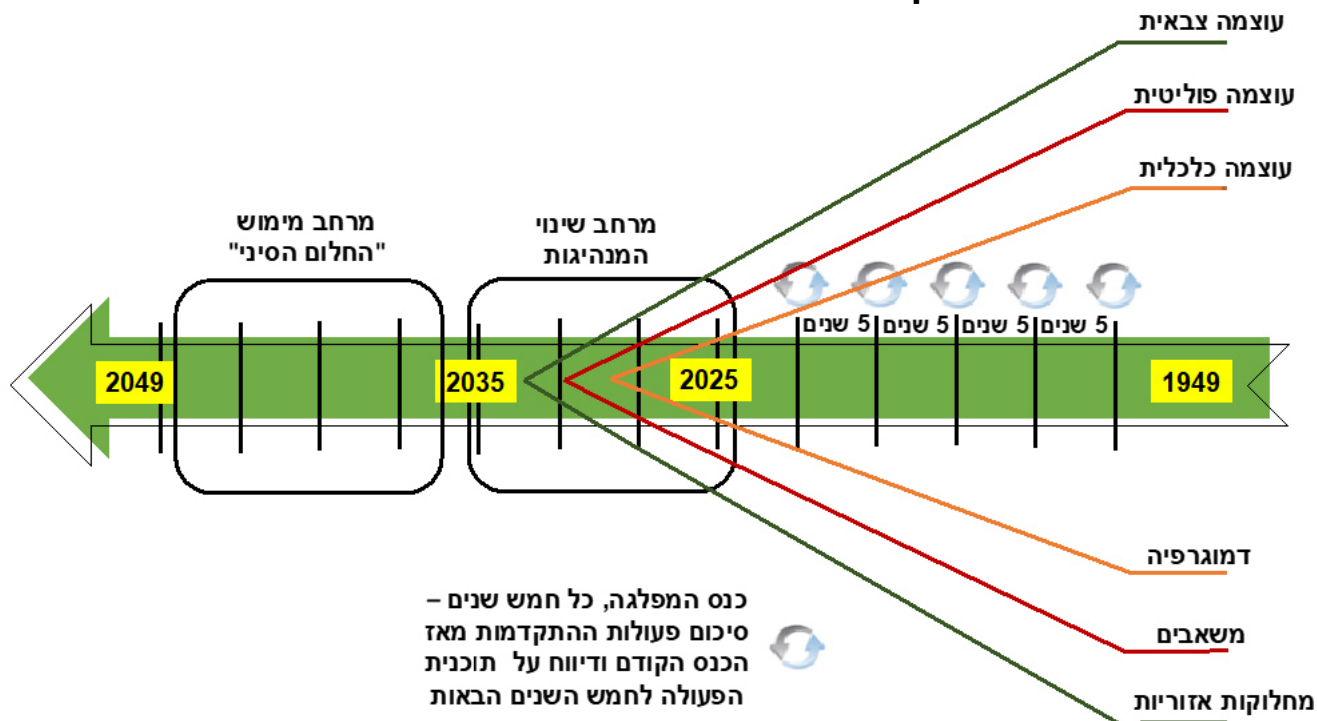 עוצמה צבאית
עוצמה פוליטית
עוצמה כלכלית
מרחב שינוי
המנהיגות
מרחב מימוש
"החלום הסיני"
5 שנים
5 שנים
5 שנים
5 שנים
1949
2025
2035
2049
דמוגרפיה
משאבים
מחלוקות אזוריות
כנס המפלגה, כל חמש שנים –
סיכום פעולות ההתקדמות מאז
הכנס הקודם ודיווח על תוכנית
הפעולה לחמש השנים הבאות